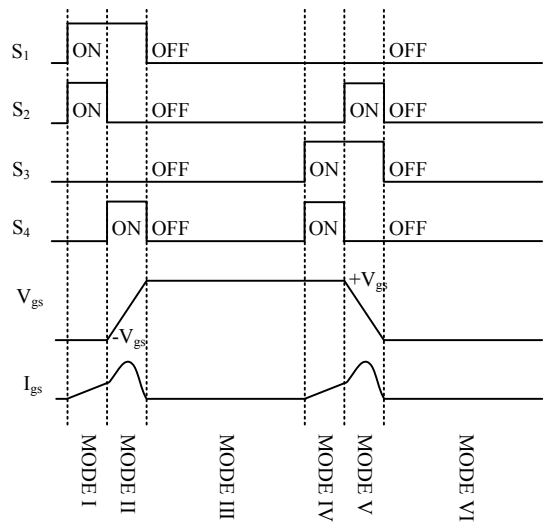 S1 ON OFF OFF
S2 ON OFF ON OFF
S3 OFF ON OFF
S4 ON OFF ON OFF
Vgs -Vgs +Vgs
Igs
MODE I
MODE II
MODE III
MODE IV
MODE V
MODE VI